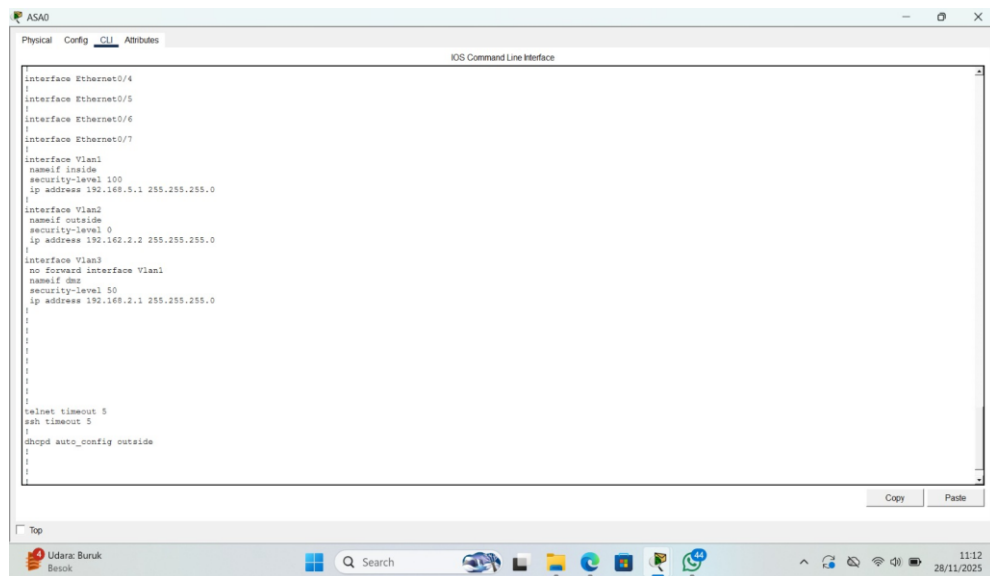 ASA0
Physical Config CLI Attributes
IOS Command Line Interface
!
interface Ethernet0/4
!
interface Ethernet0/5
!
interface Ethernet0/6
!
interface Ethernet0/7
!
interface Vlan1
nameif inside
security-level 100
ip address 192.168.5.1 255.255.255.0
!
interface Vlan2
nameif outside
security-level 0
ip address 192.162.2.2 255.255.255.0
!
interface Vlan3
no forward interface Vlan1
nameif dmz
security-level 50
ip address 192.168.2.1 255.255.255.0
!
!
!
!
!
!
!
!
!
!
telnet timeout 5
ssh timeout 5
!
dhcpd auto_config outside
!
!
!
!
Copy Paste
Top
4 Udara: Buruk
Besok
Search
44
11:12
28/11/2025